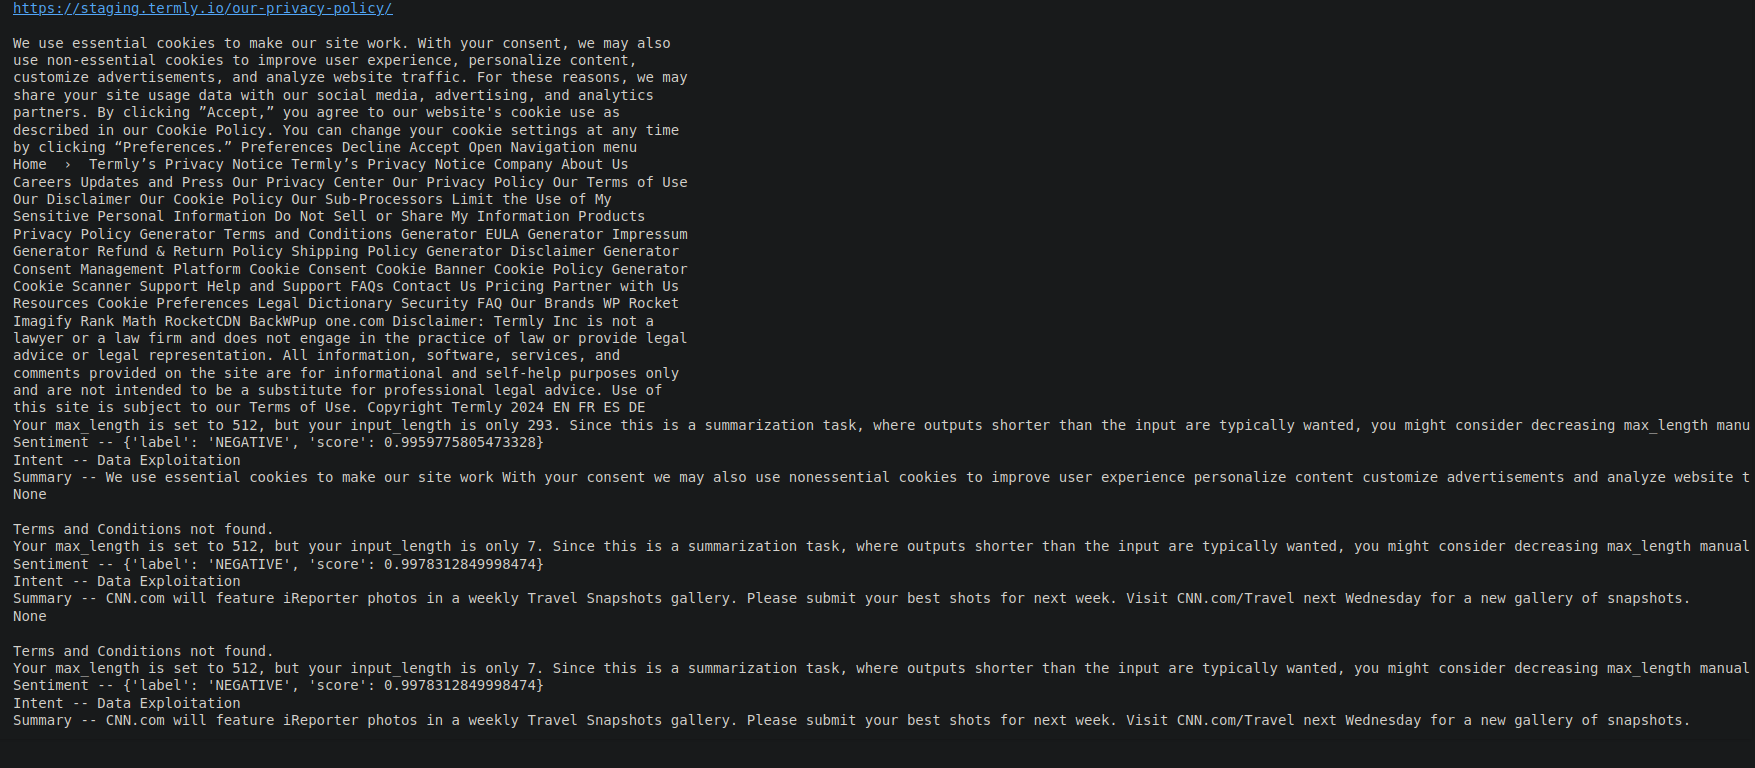 https://staging.termly.io/our-privacy-policy/
We use essential cookies to make our site work. With your consent, we may also
use non-essential cookies to improve user experience, personalize content,
customize advertisements, and analyze website traffic. For these reasons, we may
share your site usage data with our social media, advertising, and analytics
partners. By clicking ”Accept,” you agree to our website's cookie use as
described in our Cookie Policy. You can change your cookie settings at any time
by clicking “Preferences.” Preferences Decline Accept Open Navigation menu
Home  ›  Termly’s Privacy Notice Termly’s Privacy Notice Company About Us
Careers Updates and Press Our Privacy Center Our Privacy Policy Our Terms of Use
Our Disclaimer Our Cookie Policy Our Sub-Processors Limit the Use of My
Sensitive Personal Information Do Not Sell or Share My Information Products
Privacy Policy Generator Terms and Conditions Generator EULA Generator Impressum
Generator Refund & Return Policy Shipping Policy Generator Disclaimer Generator
Consent Management Platform Cookie Consent Cookie Banner Cookie Policy Generator
Cookie Scanner Support Help and Support FAQs Contact Us Pricing Partner with Us
Resources Cookie Preferences Legal Dictionary Security FAQ Our Brands WP Rocket
Imagify Rank Math RocketCDN BackWPup one.com Disclaimer: Termly Inc is not a
lawyer or a law firm and does not engage in the practice of law or provide legal
advice or legal representation. All information, software, services, and
comments provided on the site are for informational and self-help purposes only
and are not intended to be a substitute for professional legal advice. Use of
this site is subject to our Terms of Use. Copyright Termly 2024 EN FR ES DE
Your max_length is set to 512, but your input_length is only 293. Since this is a summarization task, where outputs shorter than the input are typically wanted, you might consider decreasing max_length manu
Sentiment -- {'label': 'NEGATIVE', 'score': 0.9959775805473328}
Intent -- Data Exploitation
Summary -- We use essential cookies to make our site work With your consent we may also use nonessential cookies to improve user experience personalize content customize advertisements and analyze website t
None
Terms and Conditions not found.
Your max_length is set to 512, but your input_length is only 7. Since this is a summarization task, where outputs shorter than the input are typically wanted, you might consider decreasing max_length manual
Sentiment -- {'label': 'NEGATIVE', 'score': 0.9978312849998474}
Intent -- Data Exploitation
Summary -- CNN.com will feature iReporter photos in a weekly Travel Snapshots gallery. Please submit your best shots for next week. Visit CNN.com/Travel next Wednesday for a new gallery of snapshots.
None
Terms and Conditions not found.
Your max_length is set to 512, but your input_length is only 7. Since this is a summarization task, where outputs shorter than the input are typically wanted, you might consider decreasing max_length manual
Sentiment -- {'label': 'NEGATIVE', 'score': 0.9978312849998474}
Intent -- Data Exploitation
Summary -- CNN.com will feature iReporter photos in a weekly Travel Snapshots gallery. Please submit your best shots for next week. Visit CNN.com/Travel next Wednesday for a new gallery of snapshots.